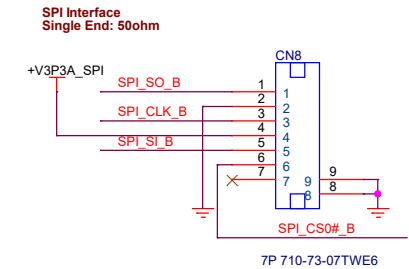 SPI Interface
Single End: 50ohm
CN8
+V3P3A_SPI
SPI_SO_B
1 1
2 2
SPI_CLK_B
3 3
4 4
SPI_SI_B
5 5
6 6
7 7
9 9
8 8
SPI_CS0#_B
7P 710-73-07TWE6